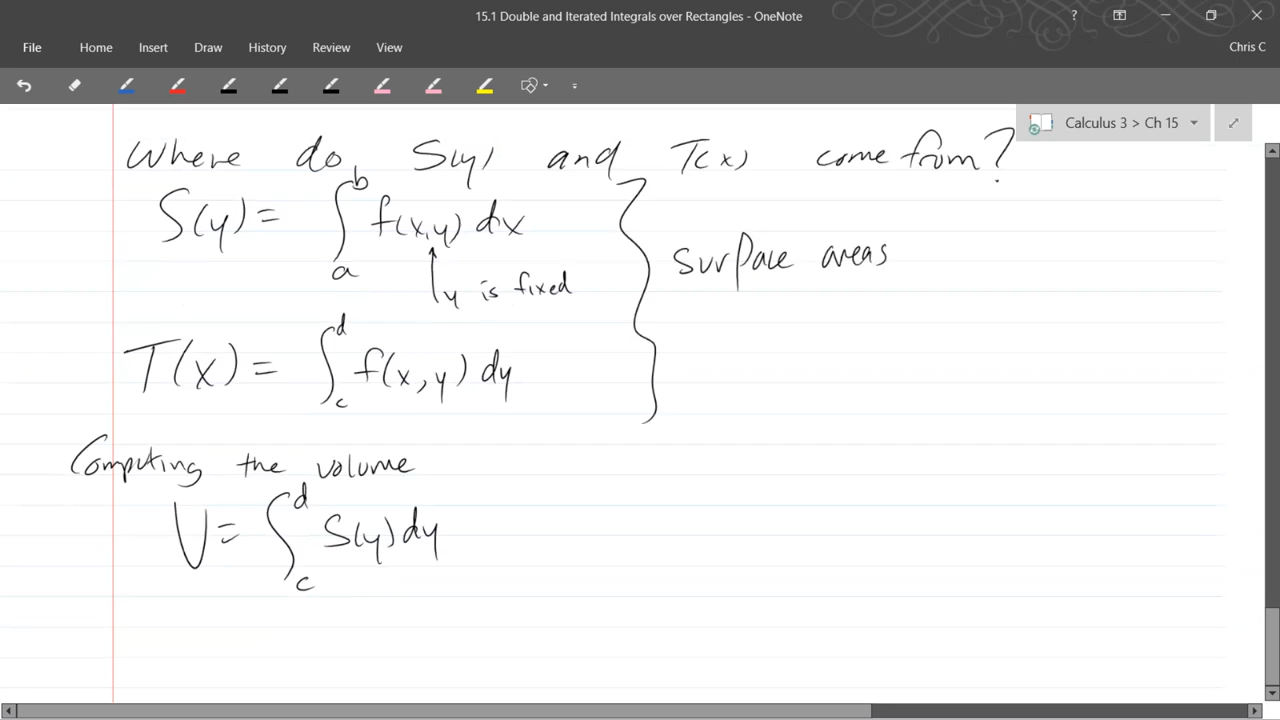 15.1 Double and Iterated Integrals over Rectangles - OneNote
?
File Home Insert Draw History Review View
Chris C
Calculus 3 > Ch 15
Where do S(y) and T(x) come from?
S(y) = ∫_a^b f(x,y) dx
y is fixed
surface areas
T(x) = ∫_c^d f(x,y) dy
Computing the volume
V = ∫_c^d S(y) dy